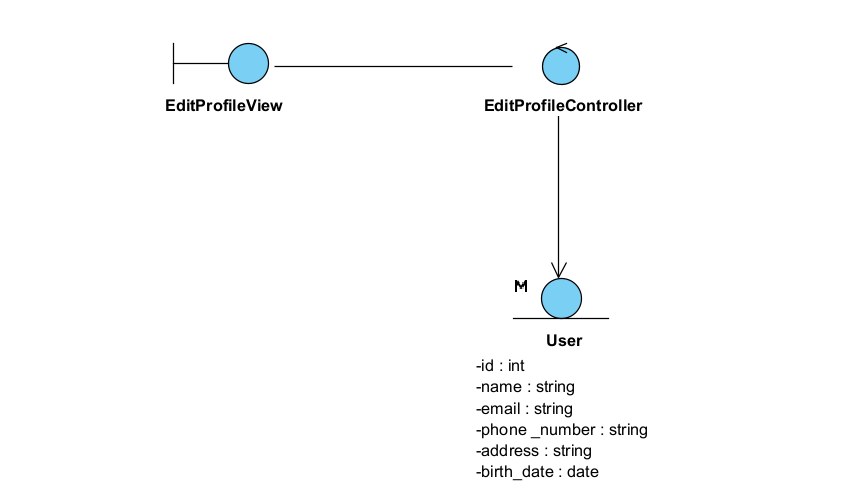 EditProfileView
EditProfileController
M
User
-id : int
-name : string
-email : string
-phone _number : string
-address : string
-birth_date : date